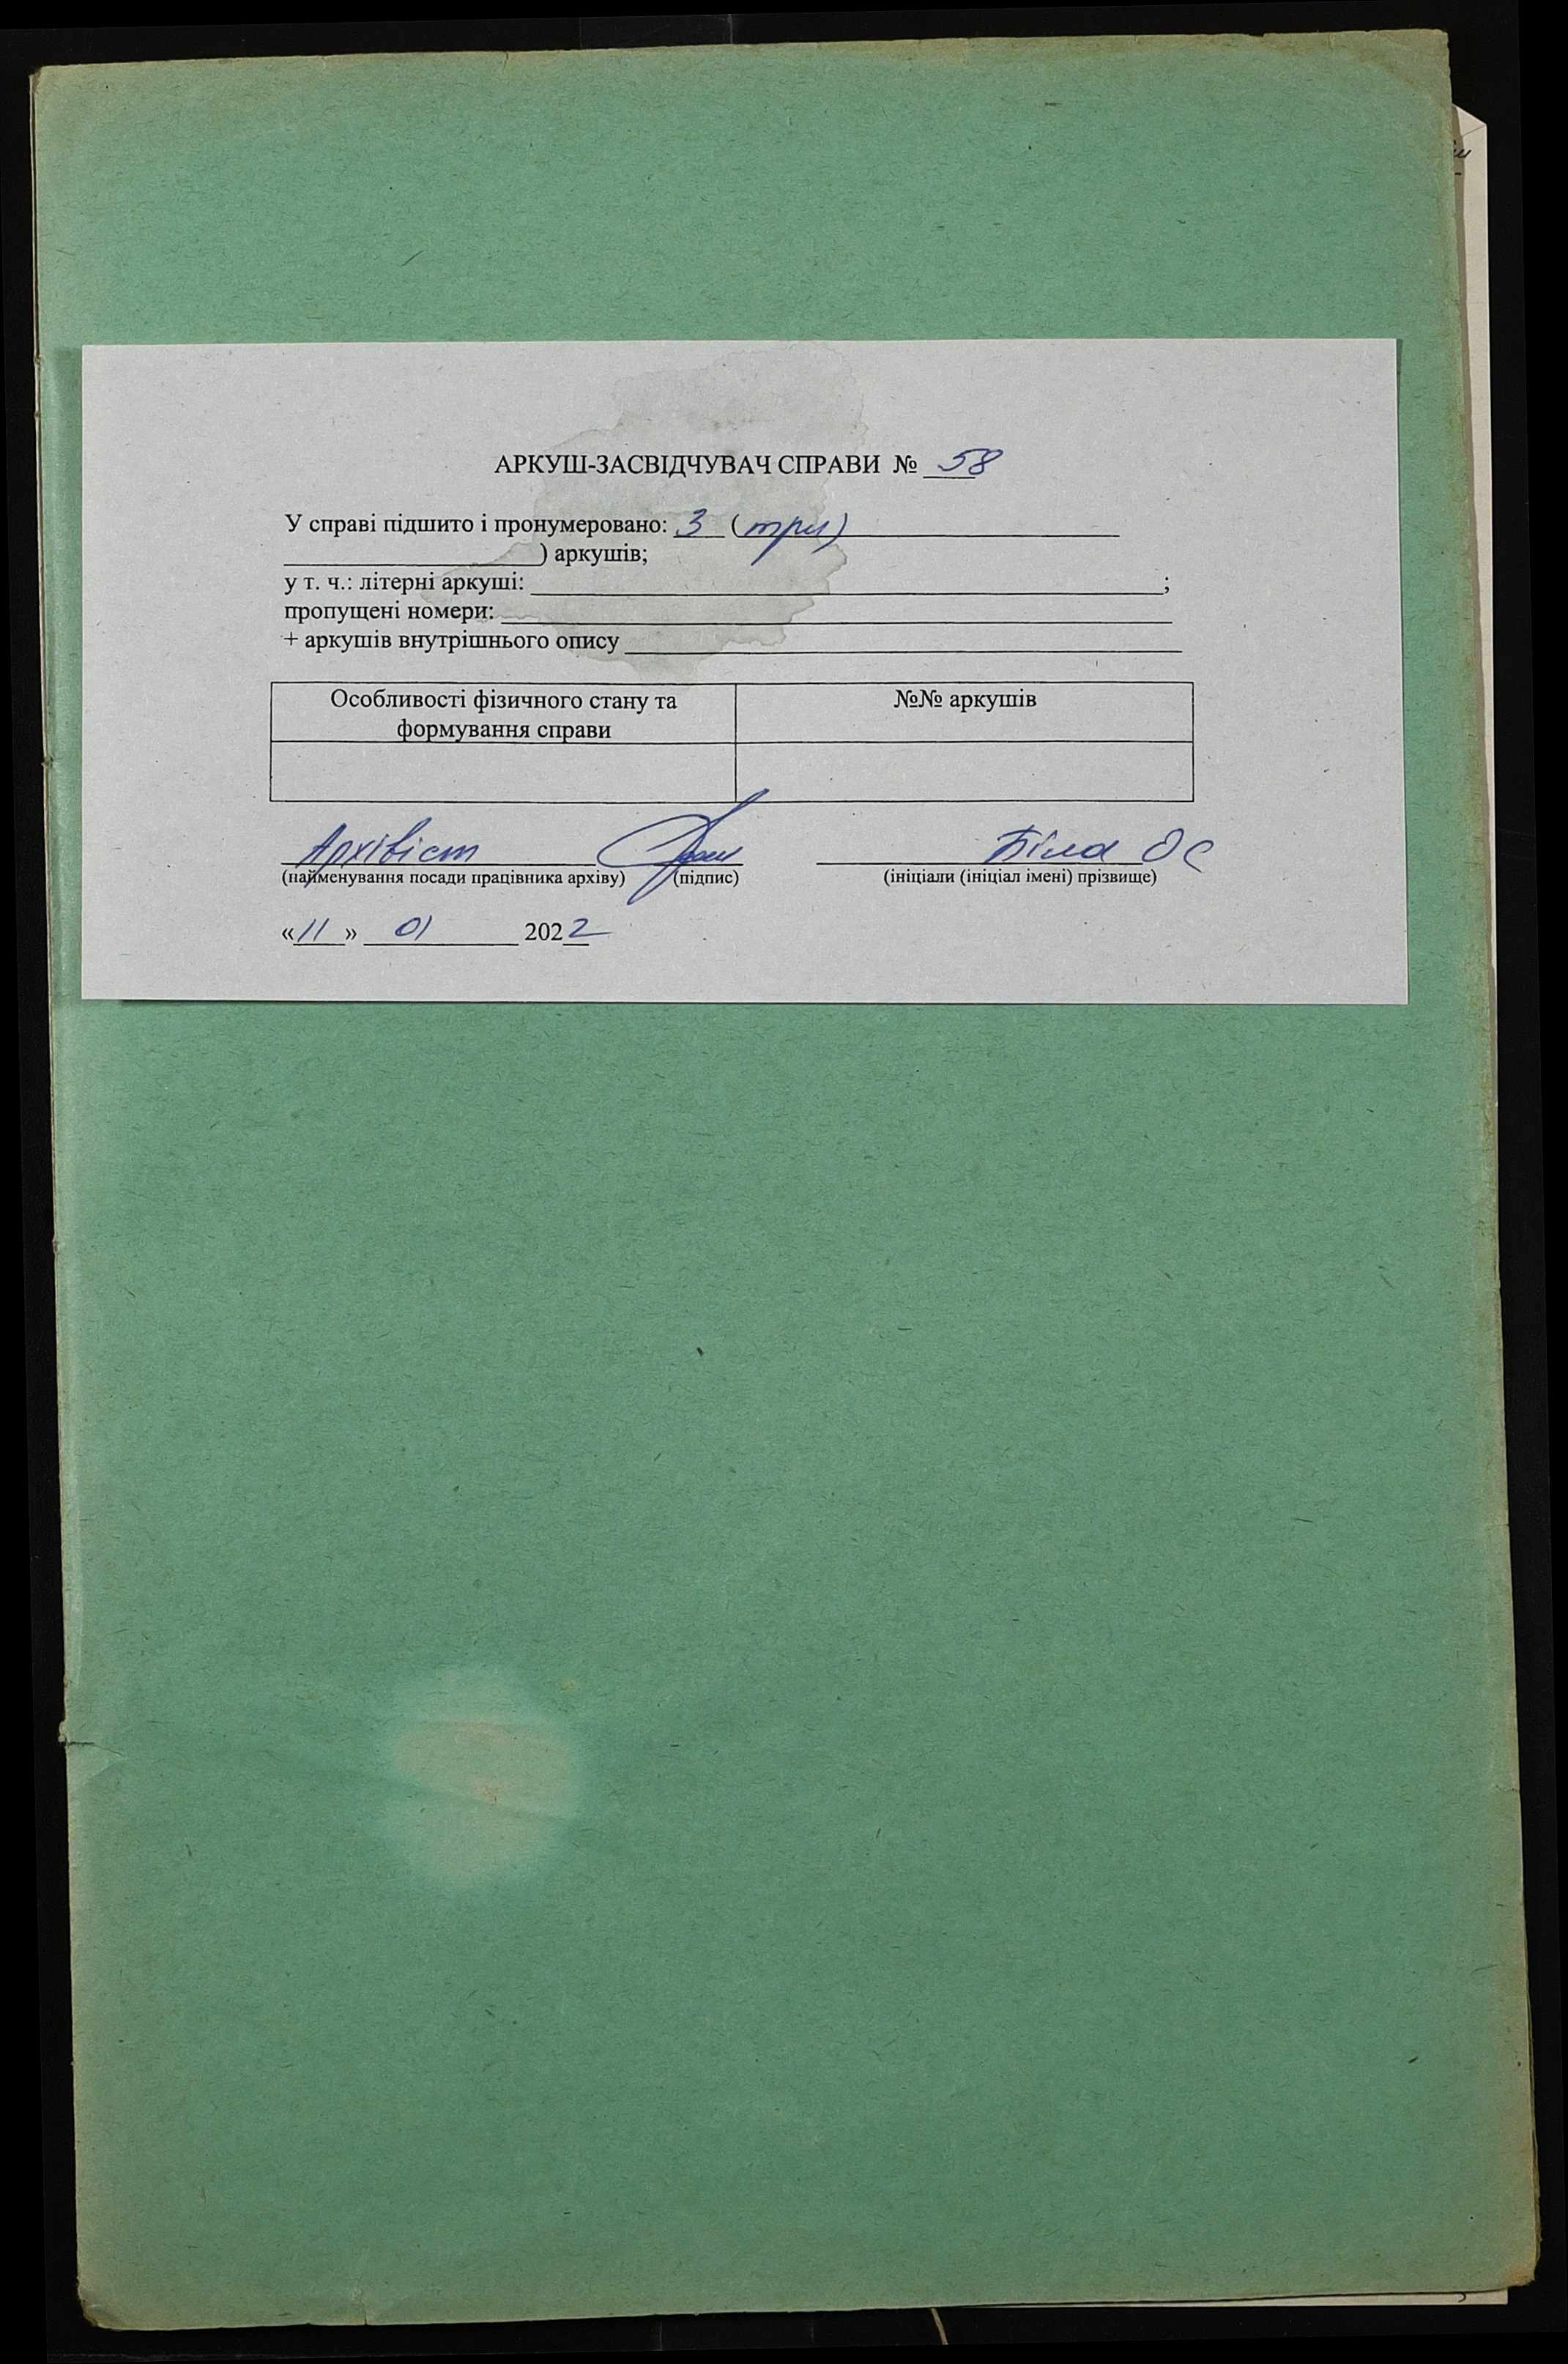 АРКУШ-ЗАСВІДЧУВАЧ СПРАВИ № 58
У справі підшито і пронумеровано: 3 (три)
) аркушів;
у т. ч.: літерні аркуші: ;
пропущені номери:
+ аркушів внутрішнього опису
Особливості фізичного стану та формування справи
№№ аркушів
Архівіст Біла ОС
(найменування посади працівника архіву) (підпис) (ініціали (ініціал імені) прізвище)
«11» 01 2022